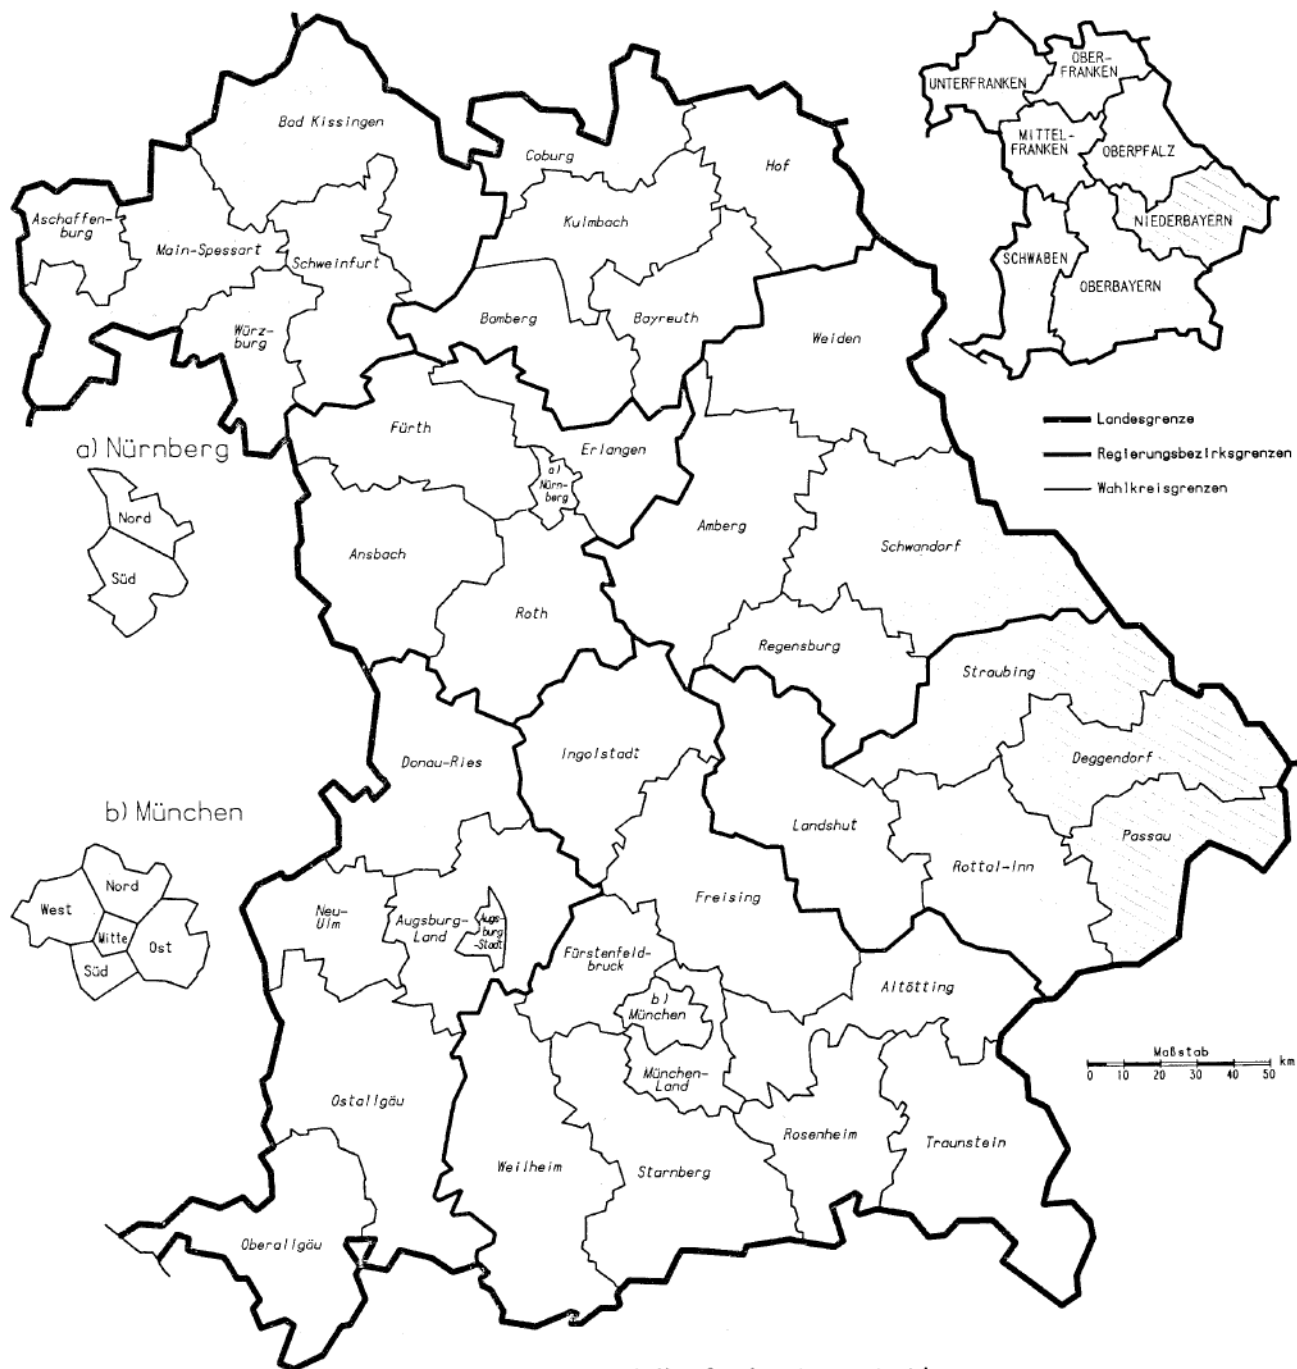 OBER-
FRANKEN
UNTERFRANKEN
MITTEL-
FRANKEN
OBERPFALZ
NIEDERBAYERN
SCHWABEN
OBERBAYERN
Bad Kissingen
Coburg
Hof
Aschaffen-
burg
Kulmbach
Main-Spessart
Schweinfurt
Würz-
burg
Bamberg
Bayreuth
Weiden
Landesgrenze
Regierungsbezirksgrenzen
Wahlkreisgrenzen
a) Nürnberg
Nord
Süd
Fürth
Erlangen
a)
Nürn-
berg
Ansbach
Amberg
Schwandorf
Roth
Regensburg
Straubing
Donau-Ries
Ingolstadt
Deggendorf
b) München
Nord
West
Mitte
Ost
Süd
Landshut
Passau
Rottal-Inn
Freising
Neu-
Ulm
Augsburg-
Land
Augs-
burg
-Stadt
Fürstenfeld-
bruck
Altötting
b)
München
München-
Land
Maßstab
km
0 10 20 30 40 50
Ostallgäu
Rosenheim
Traunstein
Weilheim
Starnberg
Oberallgäu